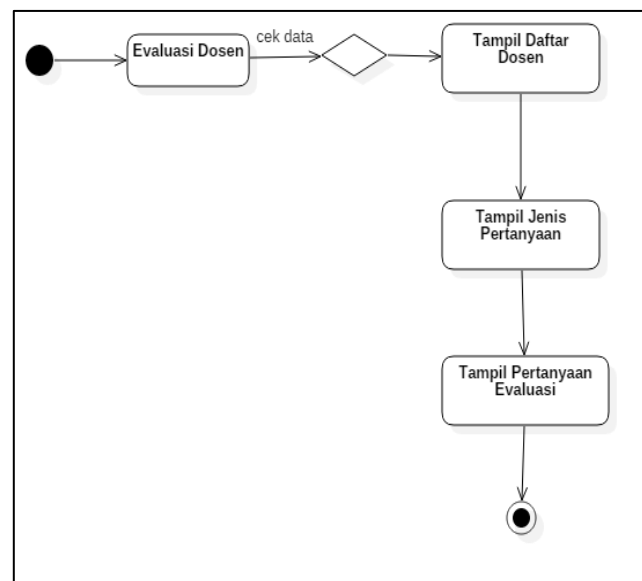 Evaluasi Dosen
cek data
Tampil Daftar
Dosen
Tampil Jenis
Pertanyaan
Tampil Pertanyaan
Evaluasi